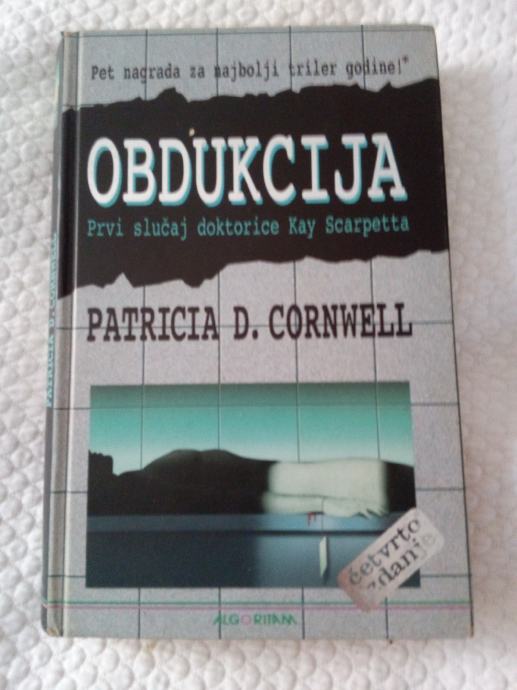 Pet nagrada za najbolji triler godine!*
OBDUKCIJA
Prvi slučaj doktorice Kay Scarpetta
PATRICIA D. CORNWELL
četvrto
izdanje
ALGORITAM
PATRICIA D. CORNWELL